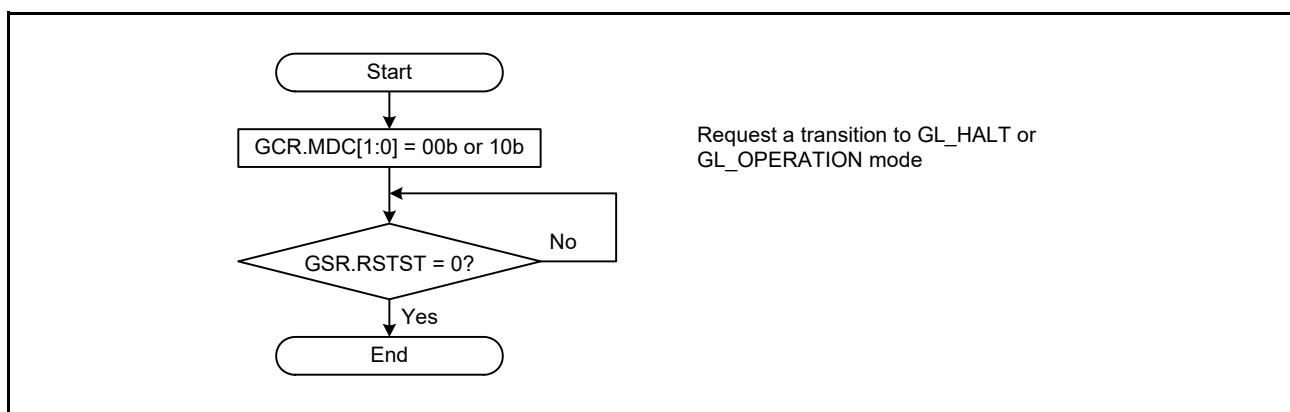 Start
GCR.MDC[1:0] = 00b or 10b
Request a transition to GL_HALT or
GL_OPERATION mode
No
GSR.RSTST = 0?
Yes
End